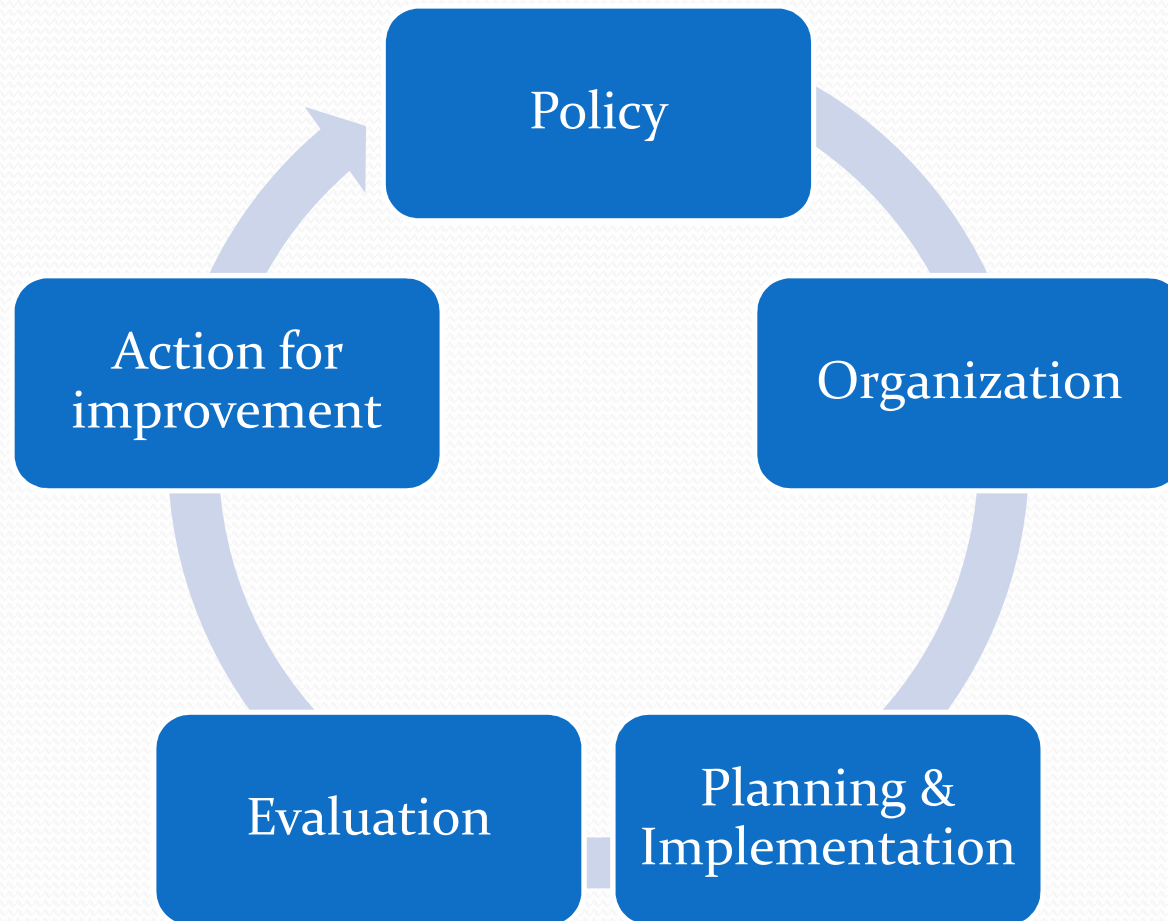 Policy
Organization
Planning &
Implementation
Evaluation
Action for
improvement